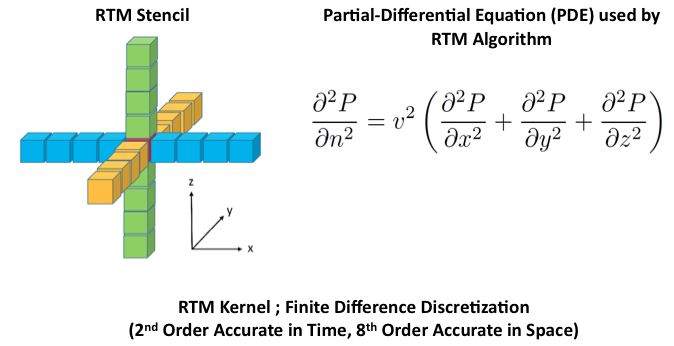 RTM Stencil
Partial-Differential Equation (PDE) used by
RTM Algorithm
∂²P/∂n² = v² ( ∂²P/∂x² + ∂²P/∂y² + ∂²P/∂z² )
z
y
x
RTM Kernel ; Finite Difference Discretization
(2nd Order Accurate in Time, 8th Order Accurate in Space)